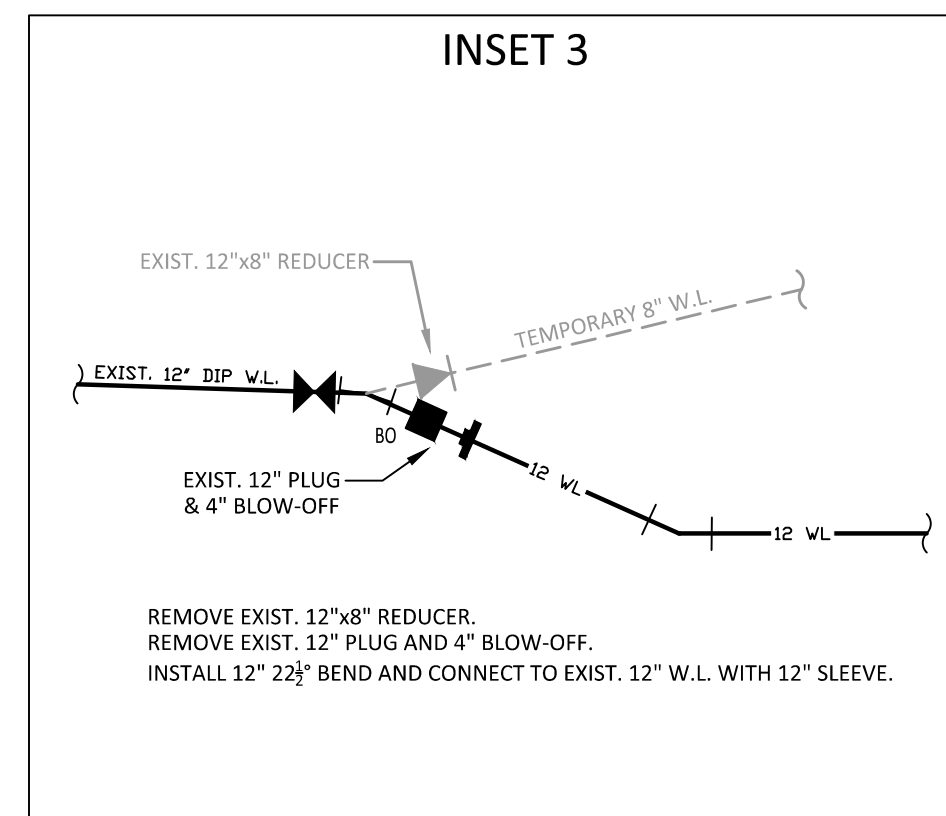 INSET 3
EXIST. 12"x8" REDUCER
TEMPORARY 8" W.L.
EXIST. 12" DIP W.L.
BO
EXIST. 12" PLUG
& 4" BLOW-OFF
12 WL
12 WL
REMOVE EXIST. 12"x8" REDUCER.
REMOVE EXIST. 12" PLUG AND 4" BLOW-OFF.
INSTALL 12" 22½° BEND AND CONNECT TO EXIST. 12" W.L. WITH 12" SLEEVE.